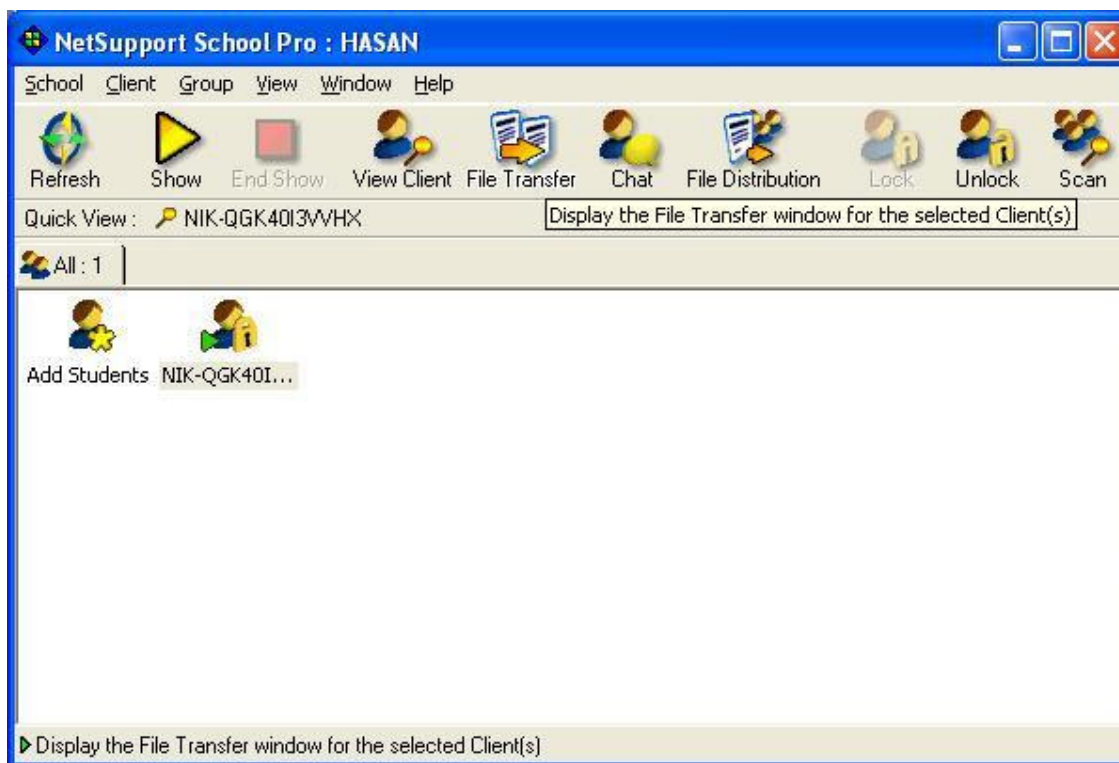 NetSupport School Pro : HASAN
School Client Group View Window Help
Refresh Show End Show View Client File Transfer Chat File Distribution Lock Unlock Scan
Quick View : NIK-QGK40I3VVHX
Display the File Transfer window for the selected Client(s)
All : 1
Add Students NIK-QGK40I...
Display the File Transfer window for the selected Client(s)